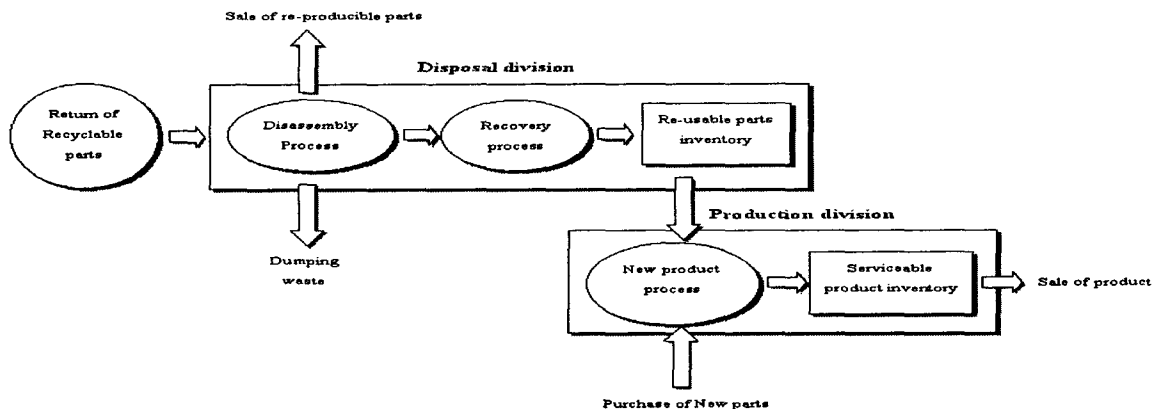 Sale of re-producible parts
Disposal division
Return of
Recyclable
parts
Disassembly
Process
Recovery
process
Re-usable parts
inventory
Production division
Dumping
waste
New product
process
Serviceable
product inventory
Sale of product
Purchase of New parts